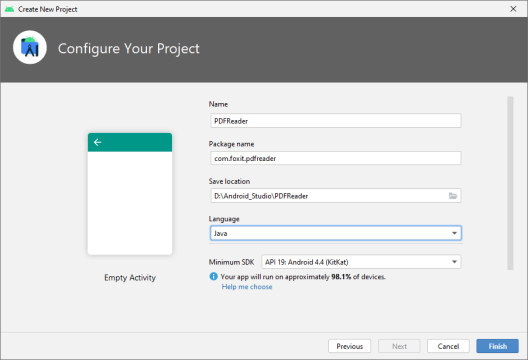 Create New Project
Configure Your Project
Name
PDFReader
Package name
com.foxit.pdfreader
Save location
D:\Android_Studio\PDFReader
Language
Java
Minimum SDK API 19: Android 4.4 (KitKat)
Your app will run on approximately 98.1% of devices.
Help me choose
Empty Activity
Previous Next Cancel Finish